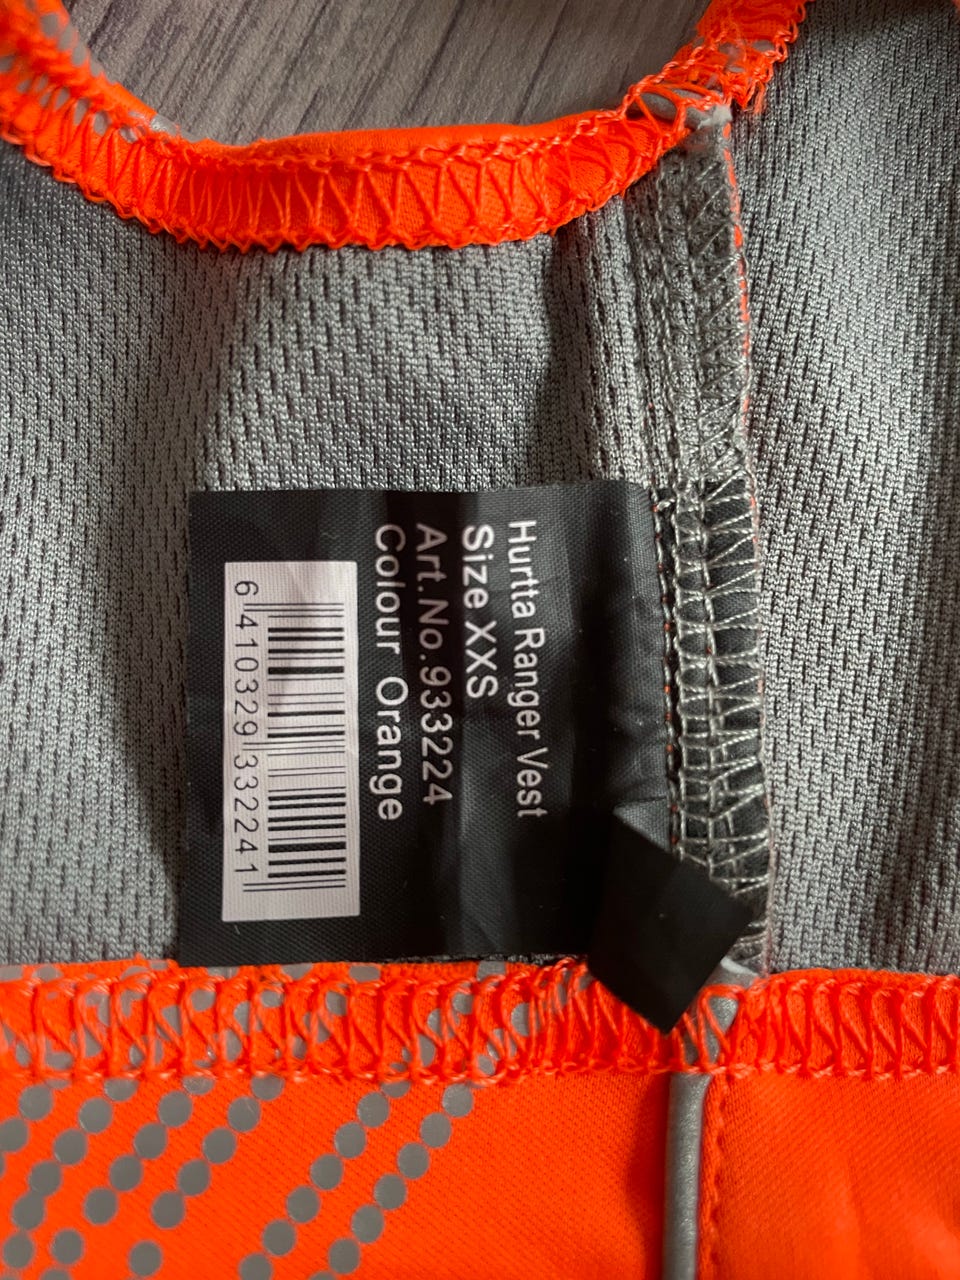 Hurtta Ranger Vest
Size XXS
Art.No.933224
Colour Orange
6 410329 332241